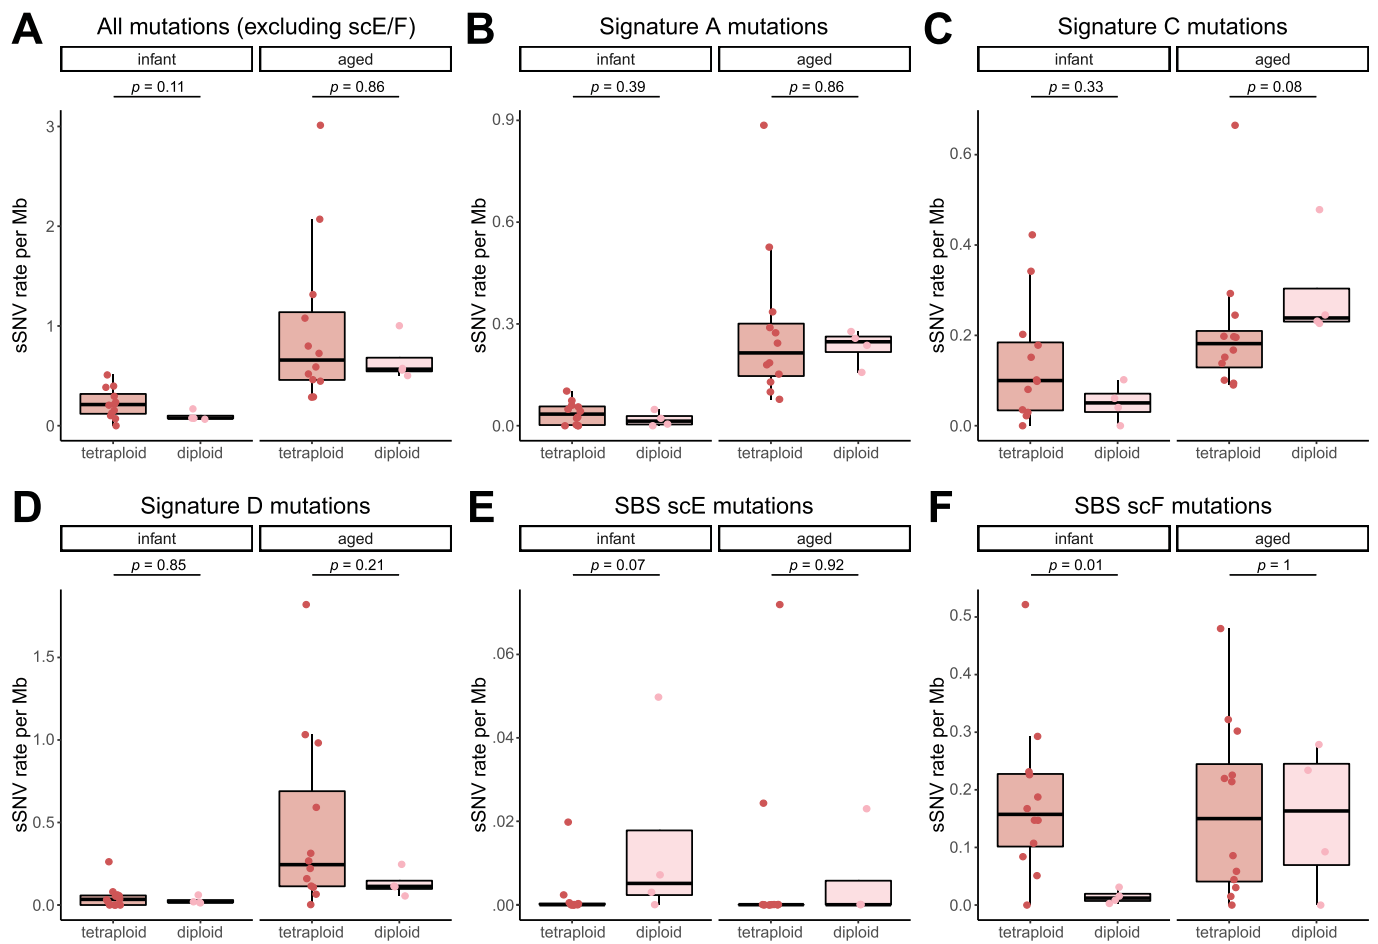 A All mutations (excluding scE/F)
infant aged
p = 0.11 p = 0.86
sSNV rate per Mb
3
2
1
0
tetraploid diploid tetraploid diploid
B Signature A mutations
infant aged
p = 0.39 p = 0.86
sSNV rate per Mb
0.9
0.6
0.3
0.0
tetraploid diploid tetraploid diploid
C Signature C mutations
infant aged
p = 0.33 p = 0.08
sSNV rate per Mb
0.6
0.4
0.2
0.0
tetraploid diploid tetraploid diploid
D Signature D mutations
infant aged
p = 0.85 p = 0.21
sSNV rate per Mb
1.5
1.0
0.5
0.0
tetraploid diploid tetraploid diploid
E SBS scE mutations
infant aged
p = 0.07 p = 0.92
sSNV rate per Mb
.06
.04
.02
.00
tetraploid diploid tetraploid diploid
F SBS scF mutations
infant aged
p = 0.01 p = 1
sSNV rate per Mb
0.5
0.4
0.3
0.2
0.1
0.0
tetraploid diploid tetraploid diploid